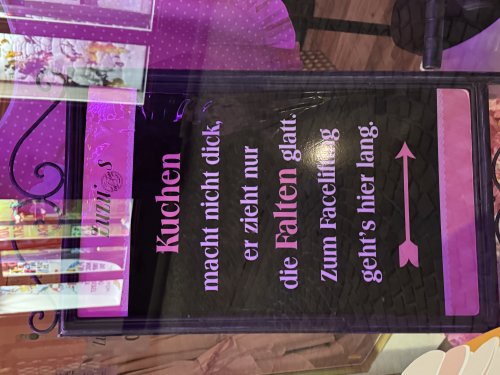 Kuchen
macht nicht dick,
er zieht nur
die Falten glatt.
Zum Facelifting
geht's hier lang.